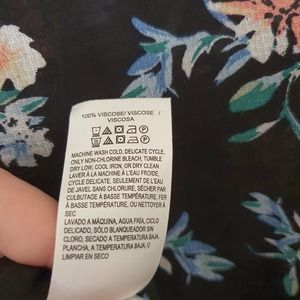 100% VISCOSE/ VISCOSE /
VISCOSA
MACHINE WASH COLD, DELICATE CYCLE,
ONLY NON-CHLORINE BLEACH, TUMBLE
DRY LOW, COOL IRON, OR DRY CLEAN
LAVER À LA MACHINE À L'EAU FROIDE,
CYCLE DELICATE, SEULEMENT DE L'EAU
DE JAVEL SANS CHLORURE, SÉCHER PAR
CULBUTAGE À BASSE TEMPÉRATURE, FER
À BASSE TEMPÉRATURE, OU NETTOYER À
SEC
LAVADO A MÁQUINA, AGUA FRÍA, CICLO
DELICADO, SÓLO BLANQUEADOR SIN
CLORO, SECADO A TEMPERATURA BAJA,
PLANCHA, A TEMPERATURA BAJA, O
LIMPIAR EN SECO